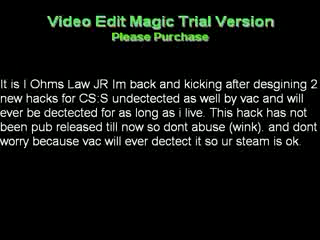 Video Edit Magic Trial Version
Please Purchase
It is I Ohms Law JR Im back and kicking after desgining 2
new hacks for CS:S undectected as well by vac and will
ever be dectected for as long as i live. This hack has not
been pub released till now so dont abuse (wink). and dont
worry because vac will ever dectect it so ur steam is ok.